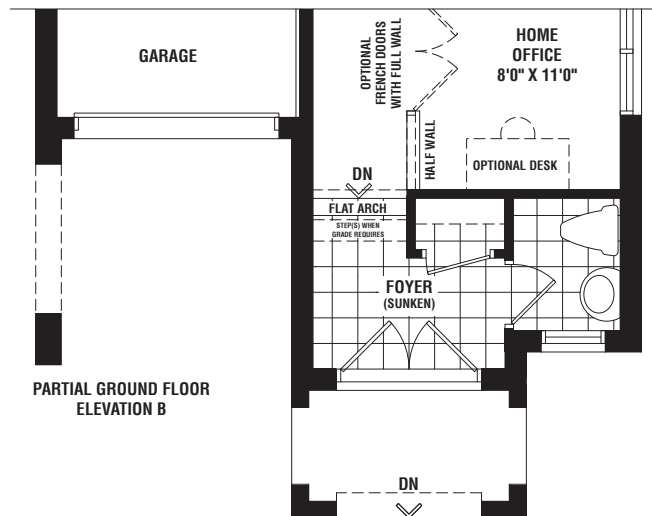 GARAGE
OPTIONAL
FRENCH DOORS
WITH FULL WALL
HOME
OFFICE
8'0" X 11'0"
HALF WALL
OPTIONAL DESK
DN
FLAT ARCH
STEP(S) WHEN
GRADE REQUIRES
FOYER
(SUNKEN)
PARTIAL GROUND FLOOR
ELEVATION B
DN